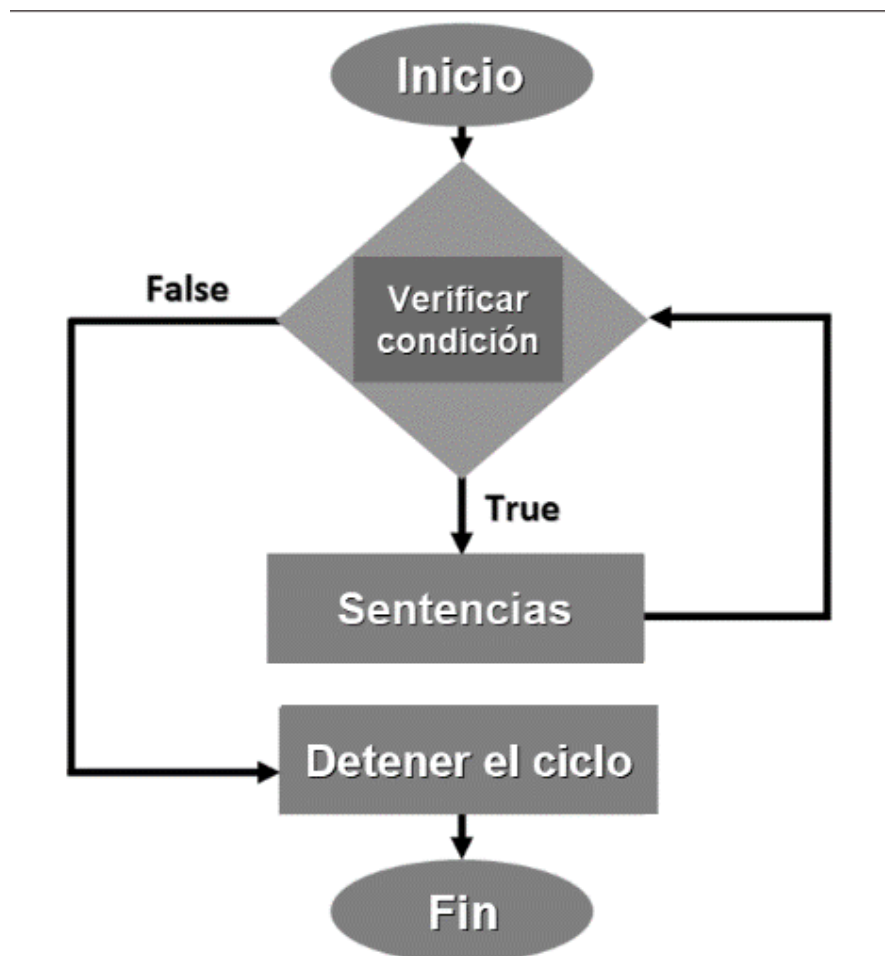 Inicio
False
Verificar
condición
True
Sentencias
Detener el ciclo
Fin